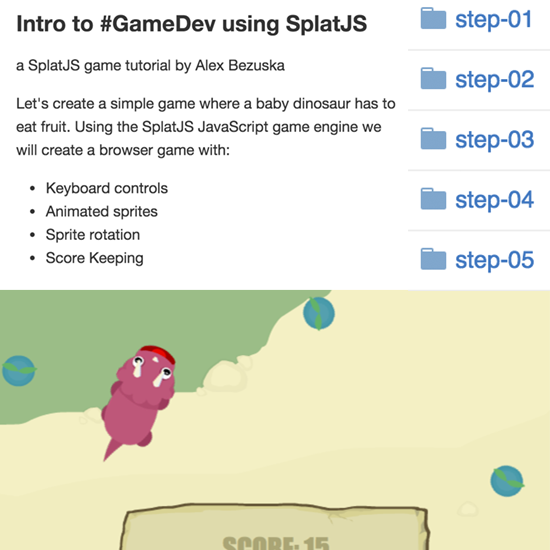 Intro to #GameDev using SplatJS
a SplatJS game tutorial by Alex Bezuska
Let's create a simple game where a baby dinosaur has to
eat fruit. Using the SplatJS JavaScript game engine we
will create a browser game with:
• Keyboard controls
• Animated sprites
• Sprite rotation
• Score Keeping
step-01
step-02
step-03
step-04
step-05
SCORE: 15